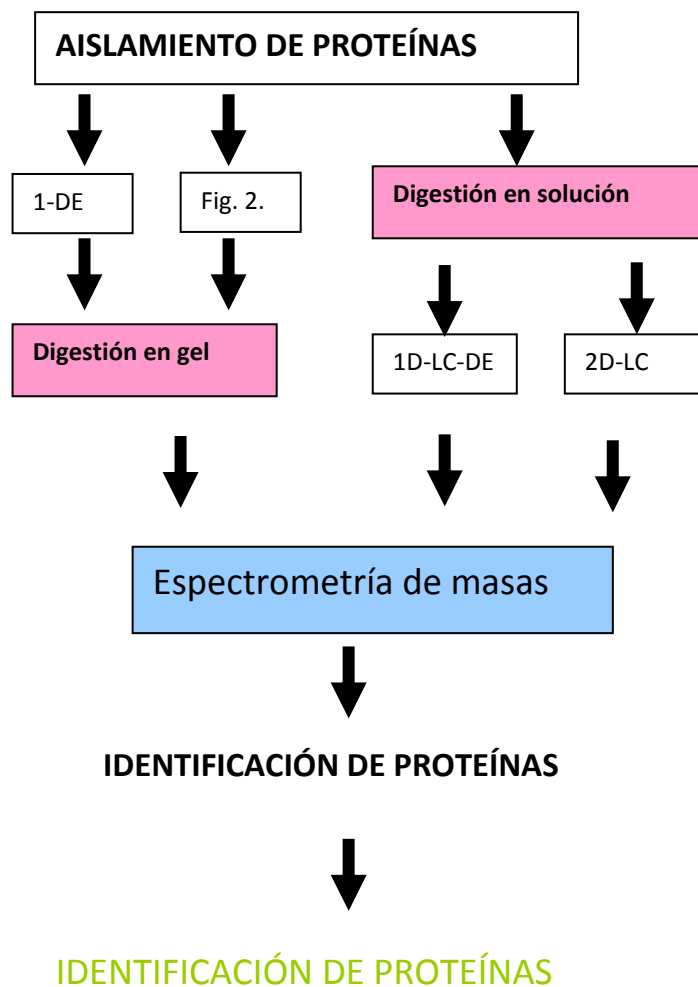 AISLAMIENTO DE PROTEÍNAS
1-DE
Fig. 2.
Digestión en solución
Digestión en gel
1D-LC-DE
2D-LC
Espectrometría de masas
IDENTIFICACIÓN DE PROTEÍNAS
IDENTIFICACIÓN DE PROTEÍNAS